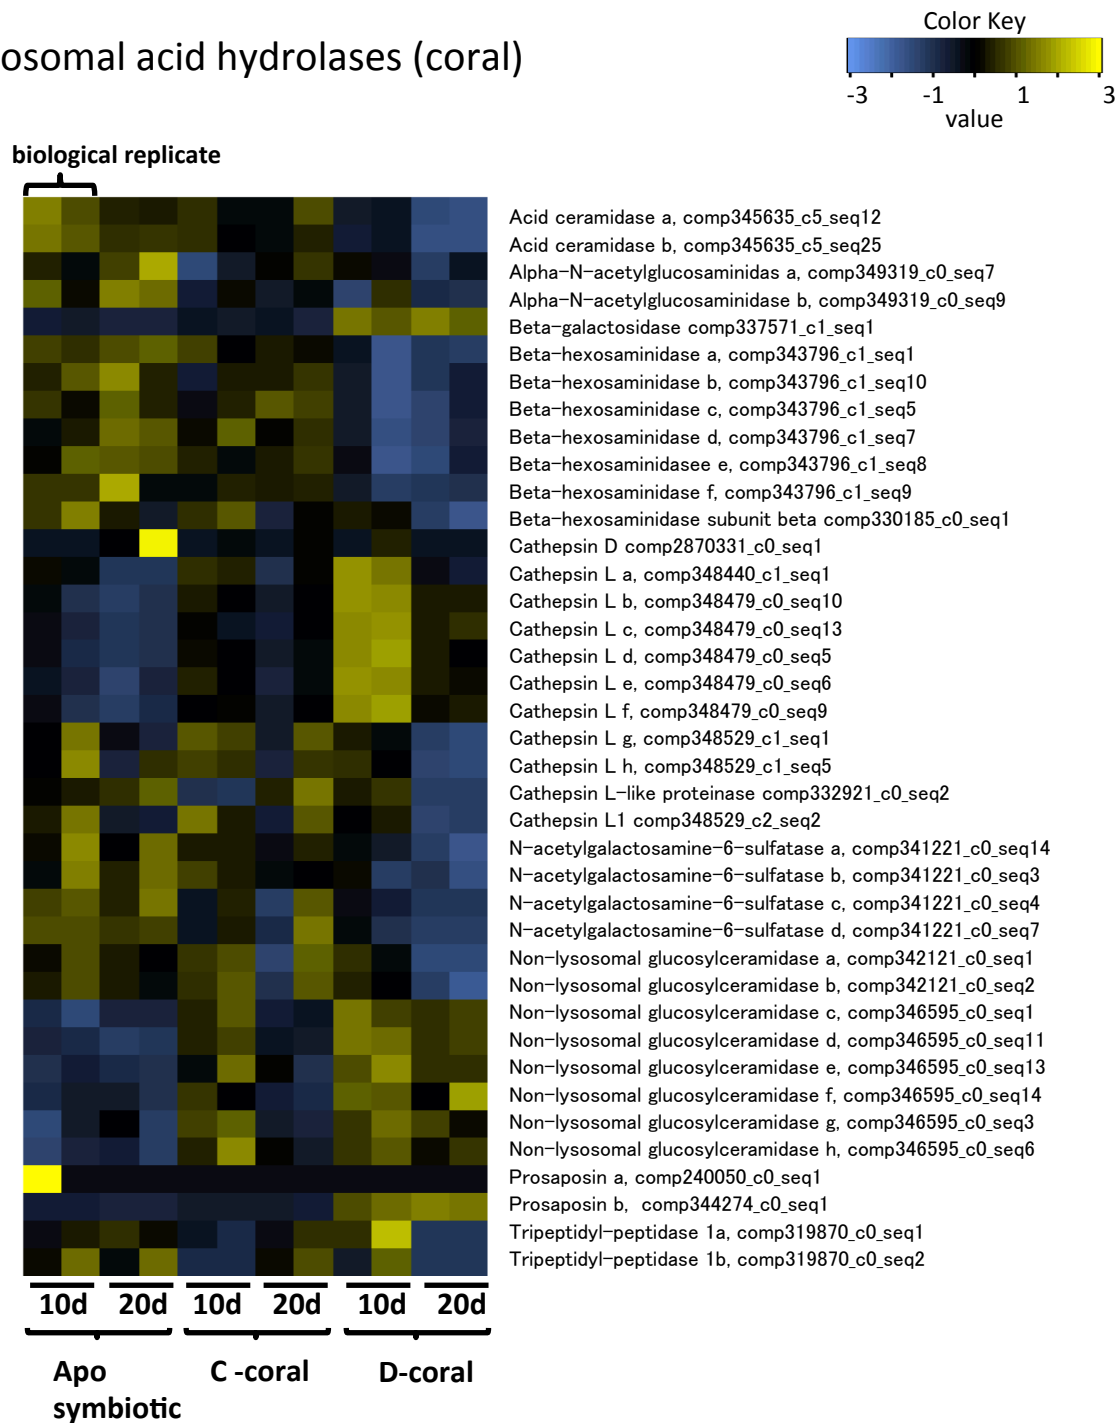 osomal acid hydrolases (coral)
Color Key
-3 -1 1 3
value
biological replicate
Acid ceramidase a, comp345635_c5_seq12
Acid ceramidase b, comp345635_c5_seq25
Alpha-N-acetylglucosaminidas a, comp349319_c0_seq7
Alpha-N-acetylglucosaminidase b, comp349319_c0_seq9
Beta-galactosidase comp337571_c1_seq1
Beta-hexosaminidase a, comp343796_c1_seq1
Beta-hexosaminidase b, comp343796_c1_seq10
Beta-hexosaminidase c, comp343796_c1_seq5
Beta-hexosaminidase d, comp343796_c1_seq7
Beta-hexosaminidasee e, comp343796_c1_seq8
Beta-hexosaminidase f, comp343796_c1_seq9
Beta-hexosaminidase subunit beta comp330185_c0_seq1
Cathepsin D comp2870331_c0_seq1
Cathepsin L a, comp348440_c1_seq1
Cathepsin L b, comp348479_c0_seq10
Cathepsin L c, comp348479_c0_seq13
Cathepsin L d, comp348479_c0_seq5
Cathepsin L e, comp348479_c0_seq6
Cathepsin L f, comp348479_c0_seq9
Cathepsin L g, comp348529_c1_seq1
Cathepsin L h, comp348529_c1_seq5
Cathepsin L-like proteinase comp332921_c0_seq2
Cathepsin L1 comp348529_c2_seq2
N-acetylgalactosamine-6-sulfatase a, comp341221_c0_seq14
N-acetylgalactosamine-6-sulfatase b, comp341221_c0_seq3
N-acetylgalactosamine-6-sulfatase c, comp341221_c0_seq4
N-acetylgalactosamine-6-sulfatase d, comp341221_c0_seq7
Non-lysosomal glucosylceramidase a, comp342121_c0_seq1
Non-lysosomal glucosylceramidase b, comp342121_c0_seq2
Non-lysosomal glucosylceramidase c, comp346595_c0_seq1
Non-lysosomal glucosylceramidase d, comp346595_c0_seq11
Non-lysosomal glucosylceramidase e, comp346595_c0_seq13
Non-lysosomal glucosylceramidase f, comp346595_c0_seq14
Non-lysosomal glucosylceramidase g, comp346595_c0_seq3
Non-lysosomal glucosylceramidase h, comp346595_c0_seq6
Prosaposin a, comp240050_c0_seq1
Prosaposin b, comp344274_c0_seq1
Tripeptidyl-peptidase 1a, comp319870_c0_seq1
Tripeptidyl-peptidase 1b, comp319870_c0_seq2
10d 20d 10d 20d 10d 20d
Apo symbiotic C -coral D-coral